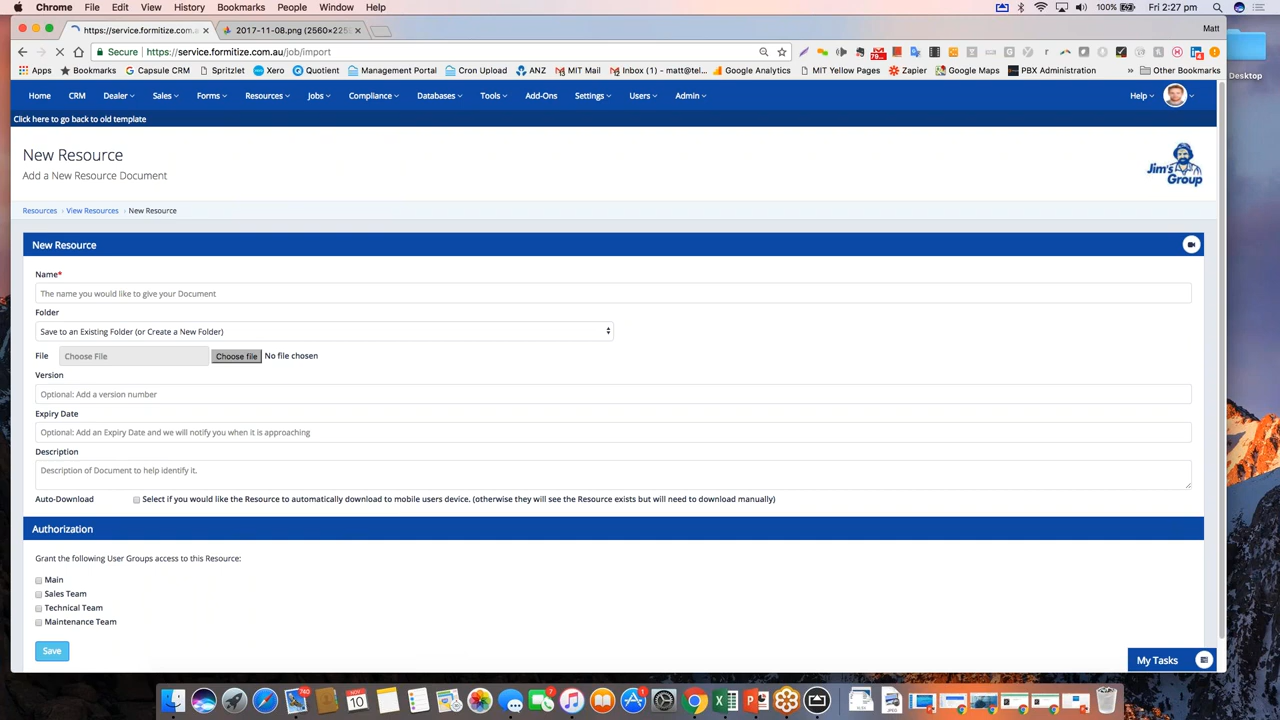 Chrome File Edit View History Bookmarks People Window Help 100% Fri 2:27 pm
https://service.formitize.com.a 2017-11-08.png (2560×225 Matt
Secure https://service.formitize.com.au/job/import
Apps Bookmarks Capsule CRM Spritzlet Xero Quotient Management Portal Cron Upload ANZ MIT Mail Inbox (1) - matt@tel... Google Analytics MIT Yellow Pages Zapier Google Maps PBX Administration » Other Bookmarks
Desktop
Home CRM Dealer Sales Forms Resources Jobs Compliance Databases Tools Add-Ons Settings Users Admin Help
Click here to go back to old template
New Resource
Add a New Resource Document
Jim's Group
Resources › View Resources › New Resource
New Resource
Name*
The name you would like to give your Document
Folder
Save to an Existing Folder (or Create a New Folder)
File Choose File Choose file No file chosen
Version
Optional: Add a version number
Expiry Date
Optional: Add an Expiry Date and we will notify you when it is approaching
Description
Description of Document to help identify it.
Auto-Download Select if you would like the Resource to automatically download to mobile users device. (otherwise they will see the Resource exists but will need to download manually)
Authorization
Grant the following User Groups access to this Resource:
Main
Sales Team
Technical Team
Maintenance Team
Save
My Tasks
740 NOV 10 7 1